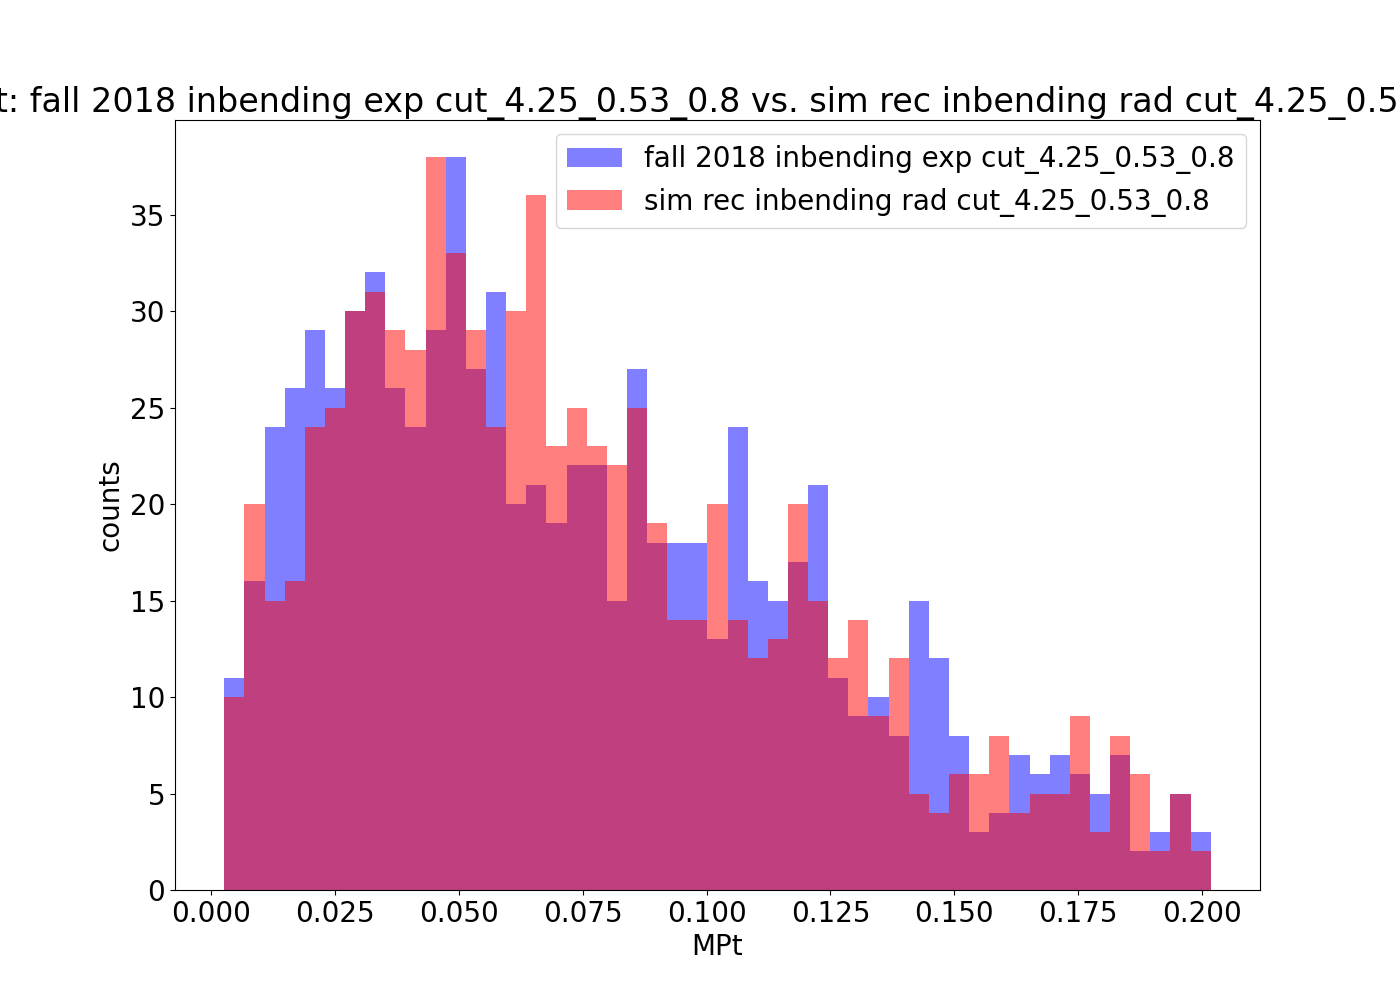 t: fall 2018 inbending exp cut_4.25_0.53_0.8 vs. sim rec inbending rad cut_4.25_0.5
fall 2018 inbending exp cut_4.25_0.53_0.8
sim rec inbending rad cut_4.25_0.53_0.8
35
30
25
20
15
10
5
0
counts
0.000 0.025 0.050 0.075 0.100 0.125 0.150 0.175 0.200
MPt